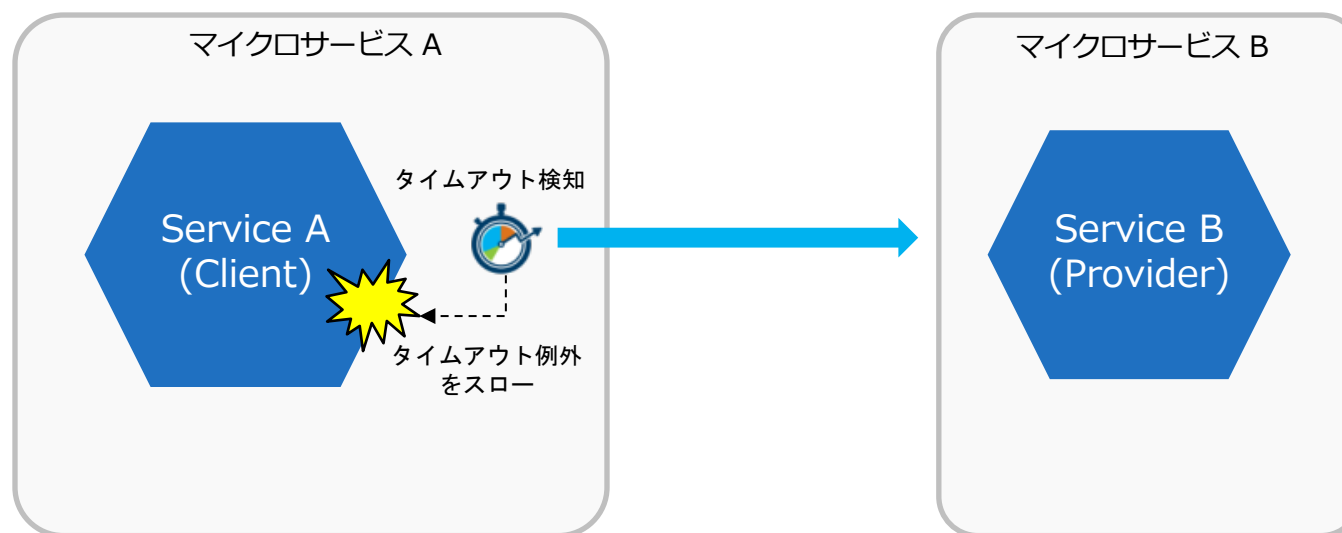 マイクロサービス A
マイクロサービス B
タイムアウト検知
Service A
(Client)
Service B
(Provider)
タイムアウト例外
をスロー